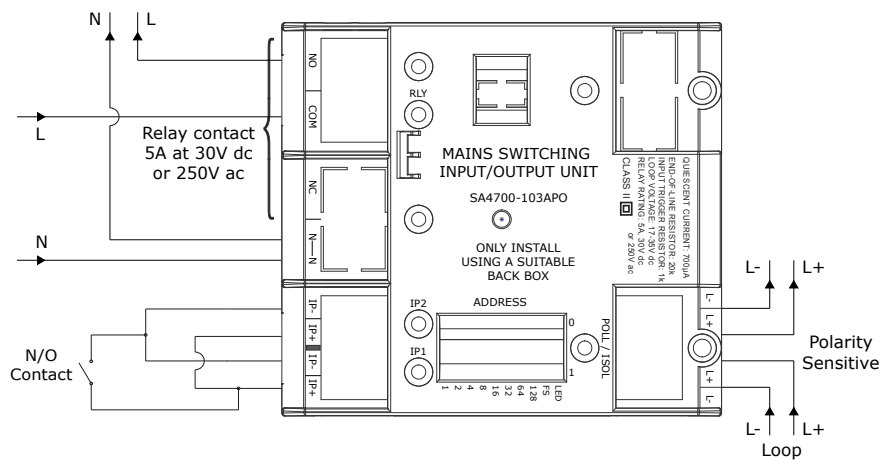 N L
L
Relay contact
5A at 30V dc
or 250V ac
N
N/O
Contact
NO
COM
NC
N—N
IP-
IP+
IP-
IP+
RLY
MAINS SWITCHING
INPUT/OUTPUT UNIT
SA4700-103APO
ONLY INSTALL
USING A SUITABLE
BACK BOX
IP2
ADDRESS
IP1
0
1
1 2 4 8 16 32 64 128 FS LED
POLL / ISOL
QUIESCENT CURRENT: 700µA
END-OF-LINE RESISTOR: 20k
INPUT TRIGGER RESISTOR: 1k
LOOP VOLTAGE: 17-35V dc
RELAY RATING: 5A, 30V dc
or 250V ac
CLASS II
L-
L+
L+
L-
L- L+
Polarity
Sensitive
L- L+
Loop